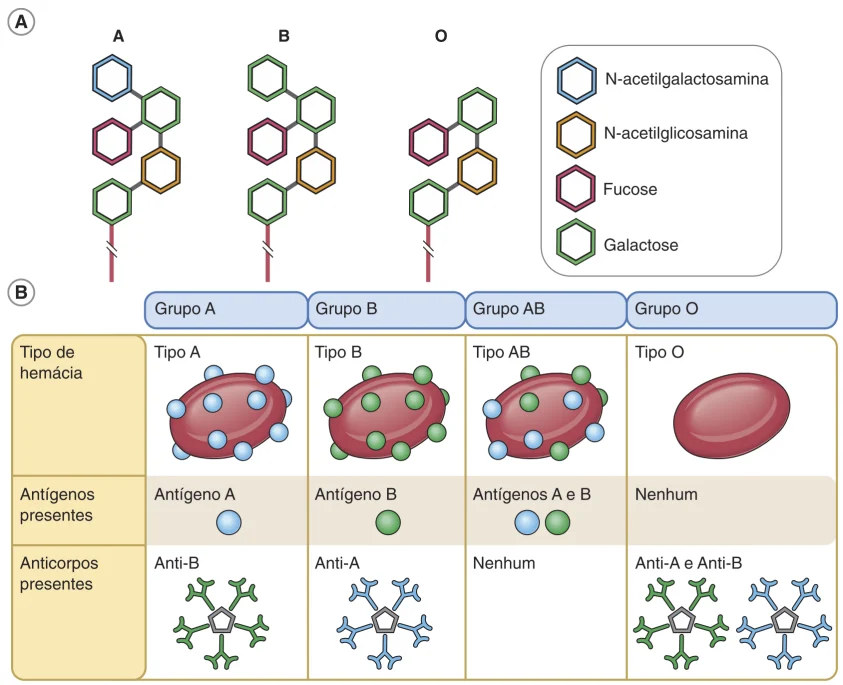 A
A
B
O
N-acetilgalactosamina
N-acetilglicosamina
Fucose
Galactose
B
Grupo A
Grupo B
Grupo AB
Grupo O
Tipo de
hemácia
Tipo A
Tipo B
Tipo AB
Tipo O
Antígenos
presentes
Antígeno A
Antígeno B
Antígenos A e B
Nenhum
Anticorpos
presentes
Anti-B
Anti-A
Nenhum
Anti-A e Anti-B